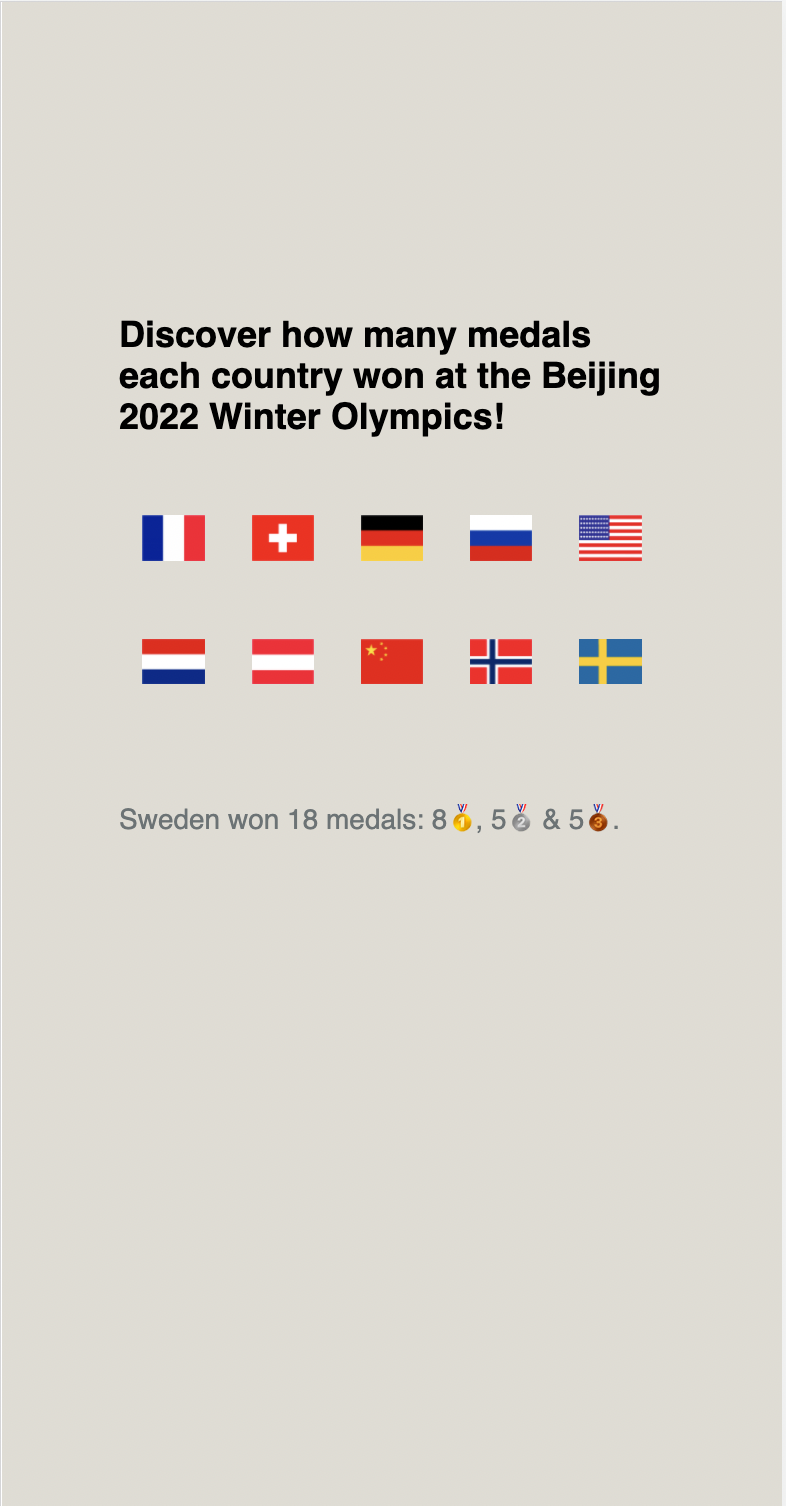 Discover how many medals
each country won at the Beijing
2022 Winter Olympics!
Sweden won 18 medals: 8🥇, 5🥈 & 5🥉.